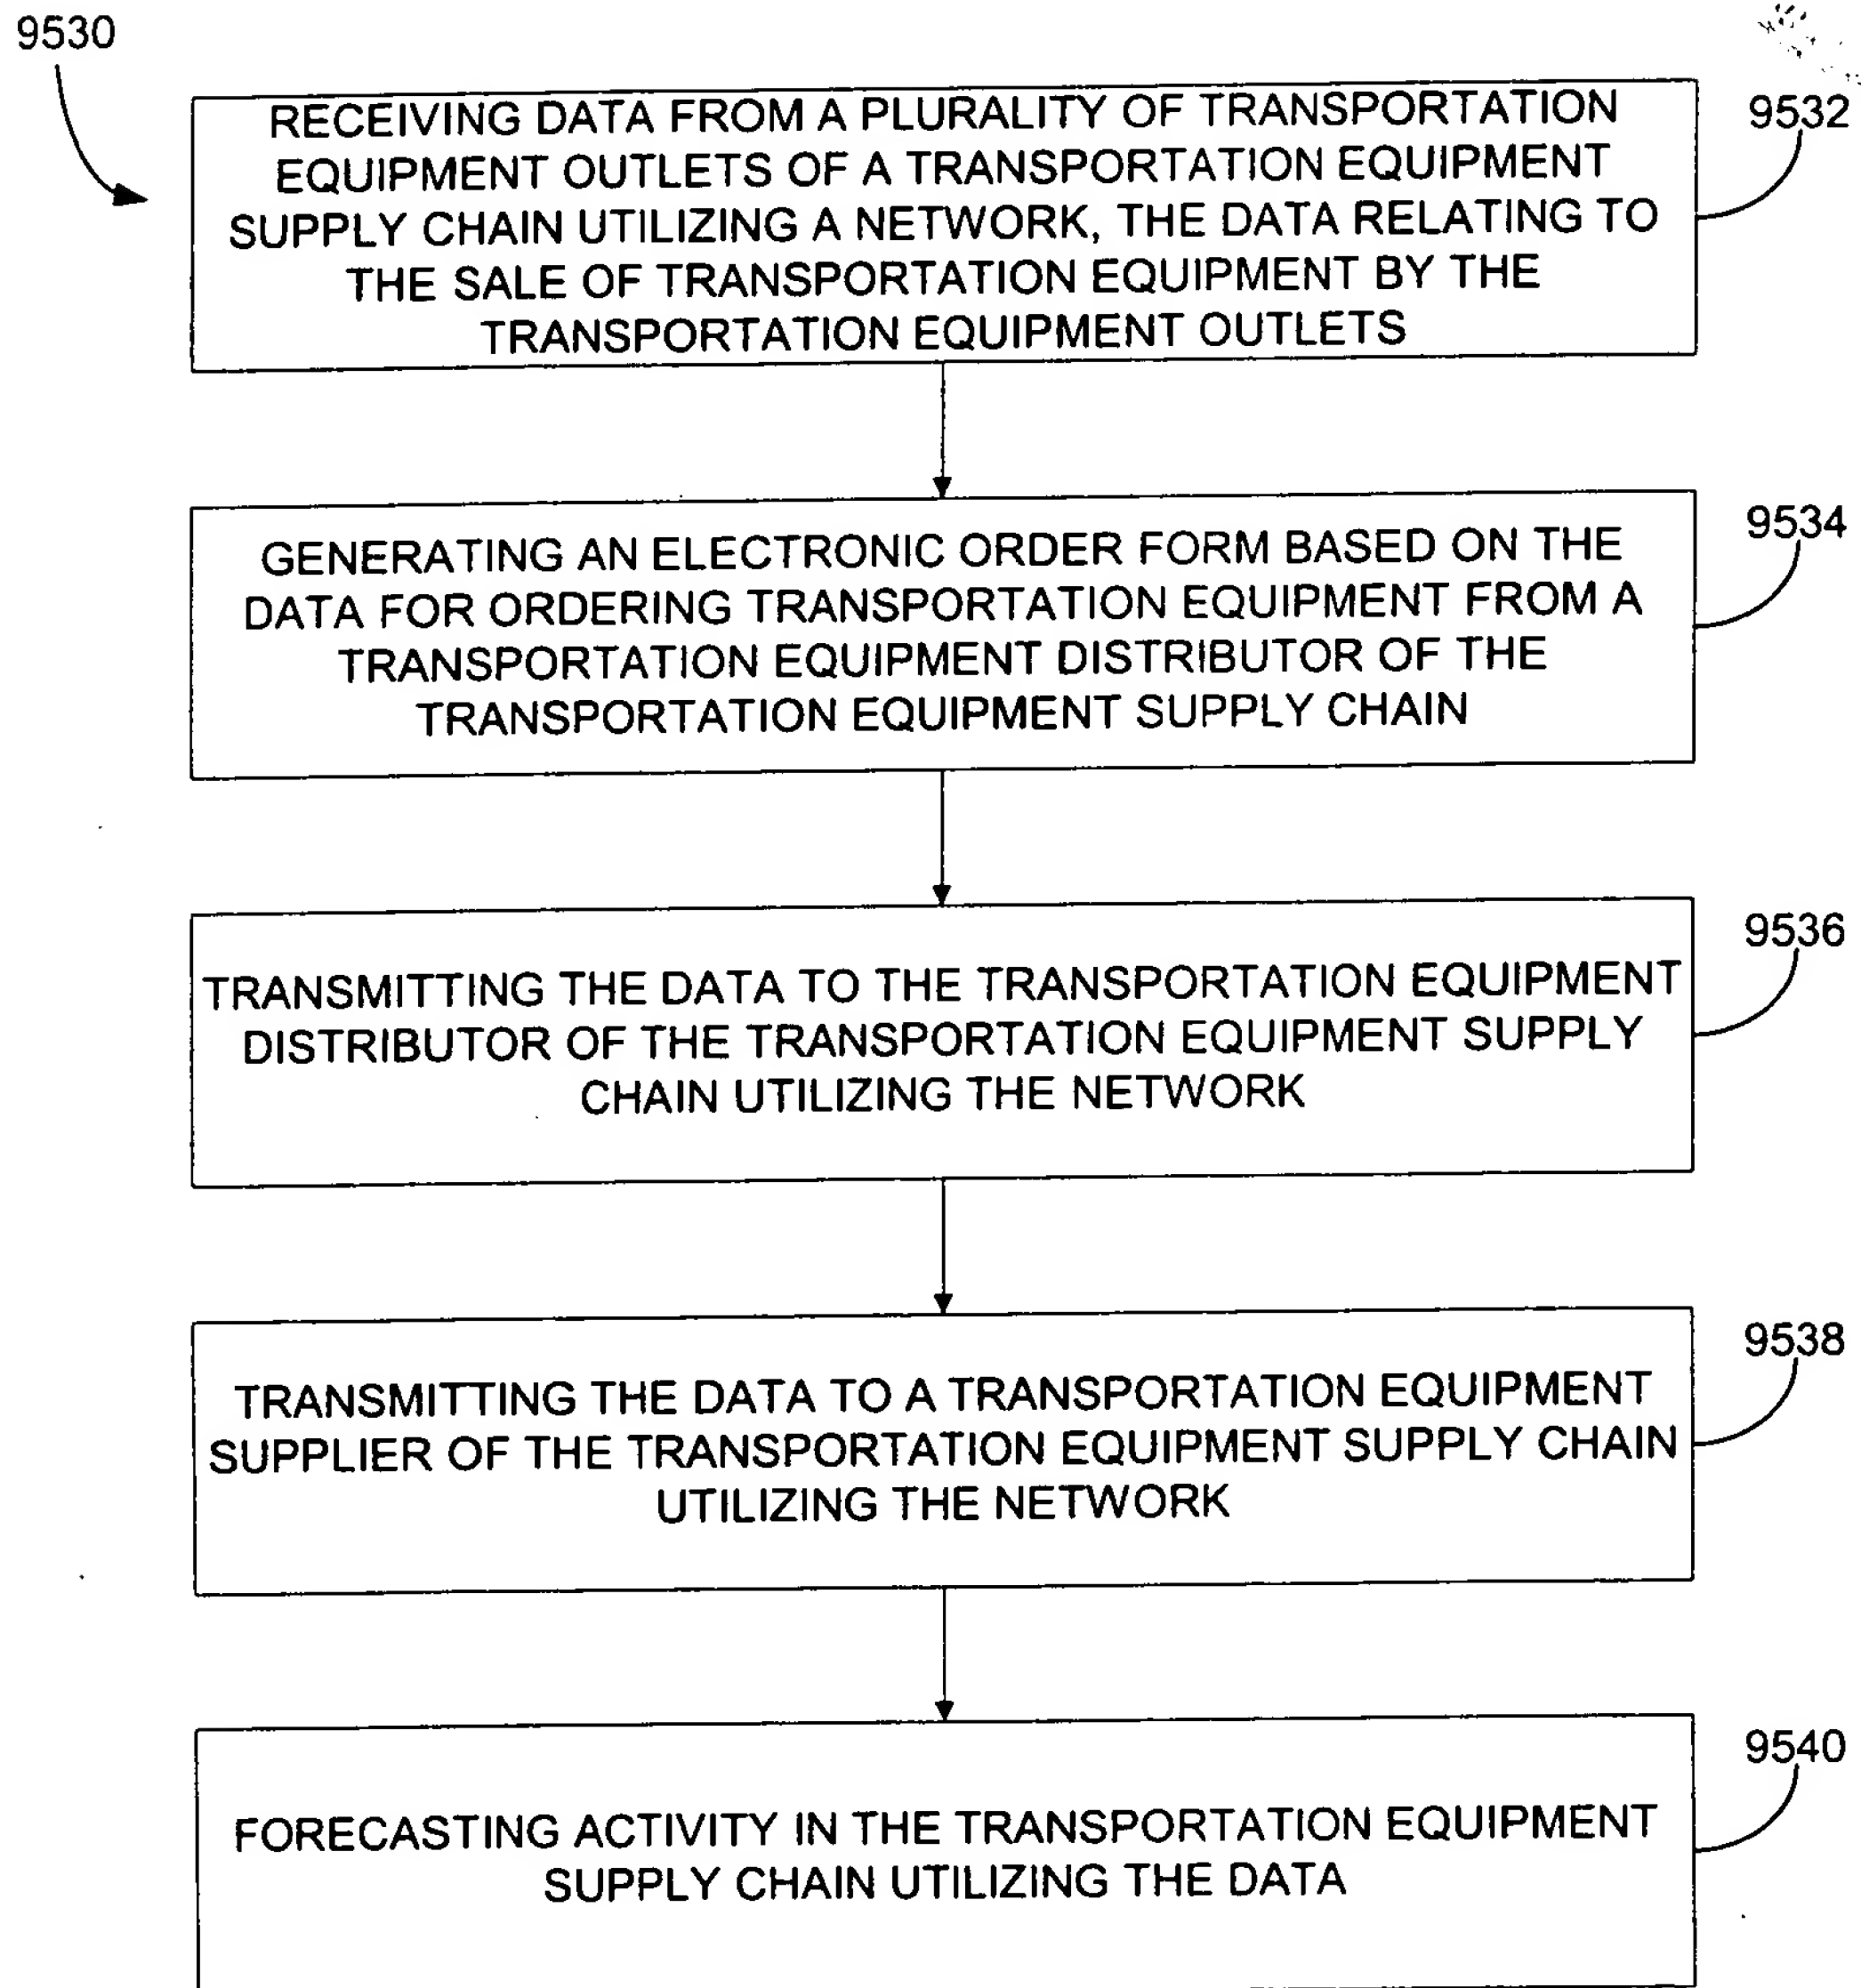 9530
RECEIVING DATA FROM A PLURALITY OF TRANSPORTATION
EQUIPMENT OUTLETS OF A TRANSPORTATION EQUIPMENT
SUPPLY CHAIN UTILIZING A NETWORK, THE DATA RELATING TO
THE SALE OF TRANSPORTATION EQUIPMENT BY THE
TRANSPORTATION EQUIPMENT OUTLETS
9532
GENERATING AN ELECTRONIC ORDER FORM BASED ON THE
DATA FOR ORDERING TRANSPORTATION EQUIPMENT FROM A
TRANSPORTATION EQUIPMENT DISTRIBUTOR OF THE
TRANSPORTATION EQUIPMENT SUPPLY CHAIN
9534
TRANSMITTING THE DATA TO THE TRANSPORTATION EQUIPMENT
DISTRIBUTOR OF THE TRANSPORTATION EQUIPMENT SUPPLY
CHAIN UTILIZING THE NETWORK
9536
TRANSMITTING THE DATA TO A TRANSPORTATION EQUIPMENT
SUPPLIER OF THE TRANSPORTATION EQUIPMENT SUPPLY CHAIN
UTILIZING THE NETWORK
9538
FORECASTING ACTIVITY IN THE TRANSPORTATION EQUIPMENT
SUPPLY CHAIN UTILIZING THE DATA
9540